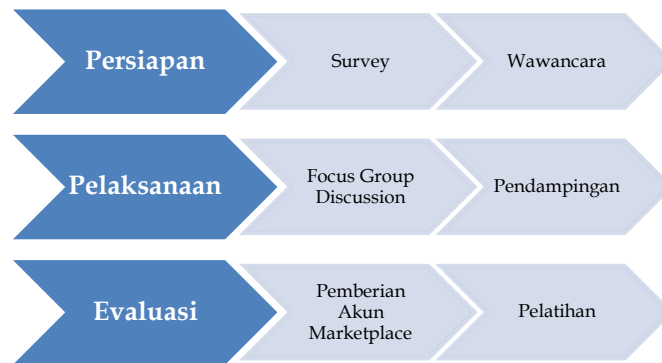 Persiapan
Survey
Wawancara
Pelaksanaan
Focus Group
Discussion
Pendampingan
Evaluasi
Pemberian
Akun
Marketplace
Pelatihan